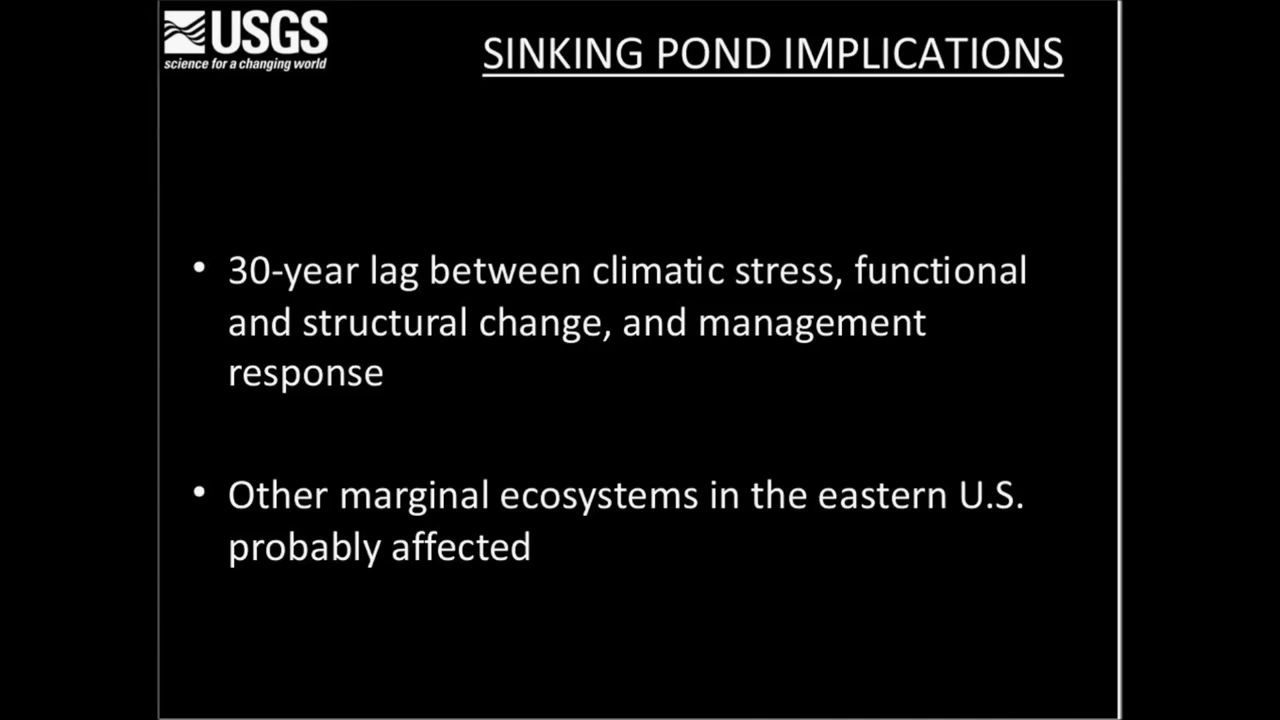 USGS
science for a changing world
SINKING POND IMPLICATIONS
• 30-year lag between climatic stress, functional
and structural change, and management
response
• Other marginal ecosystems in the eastern U.S.
probably affected